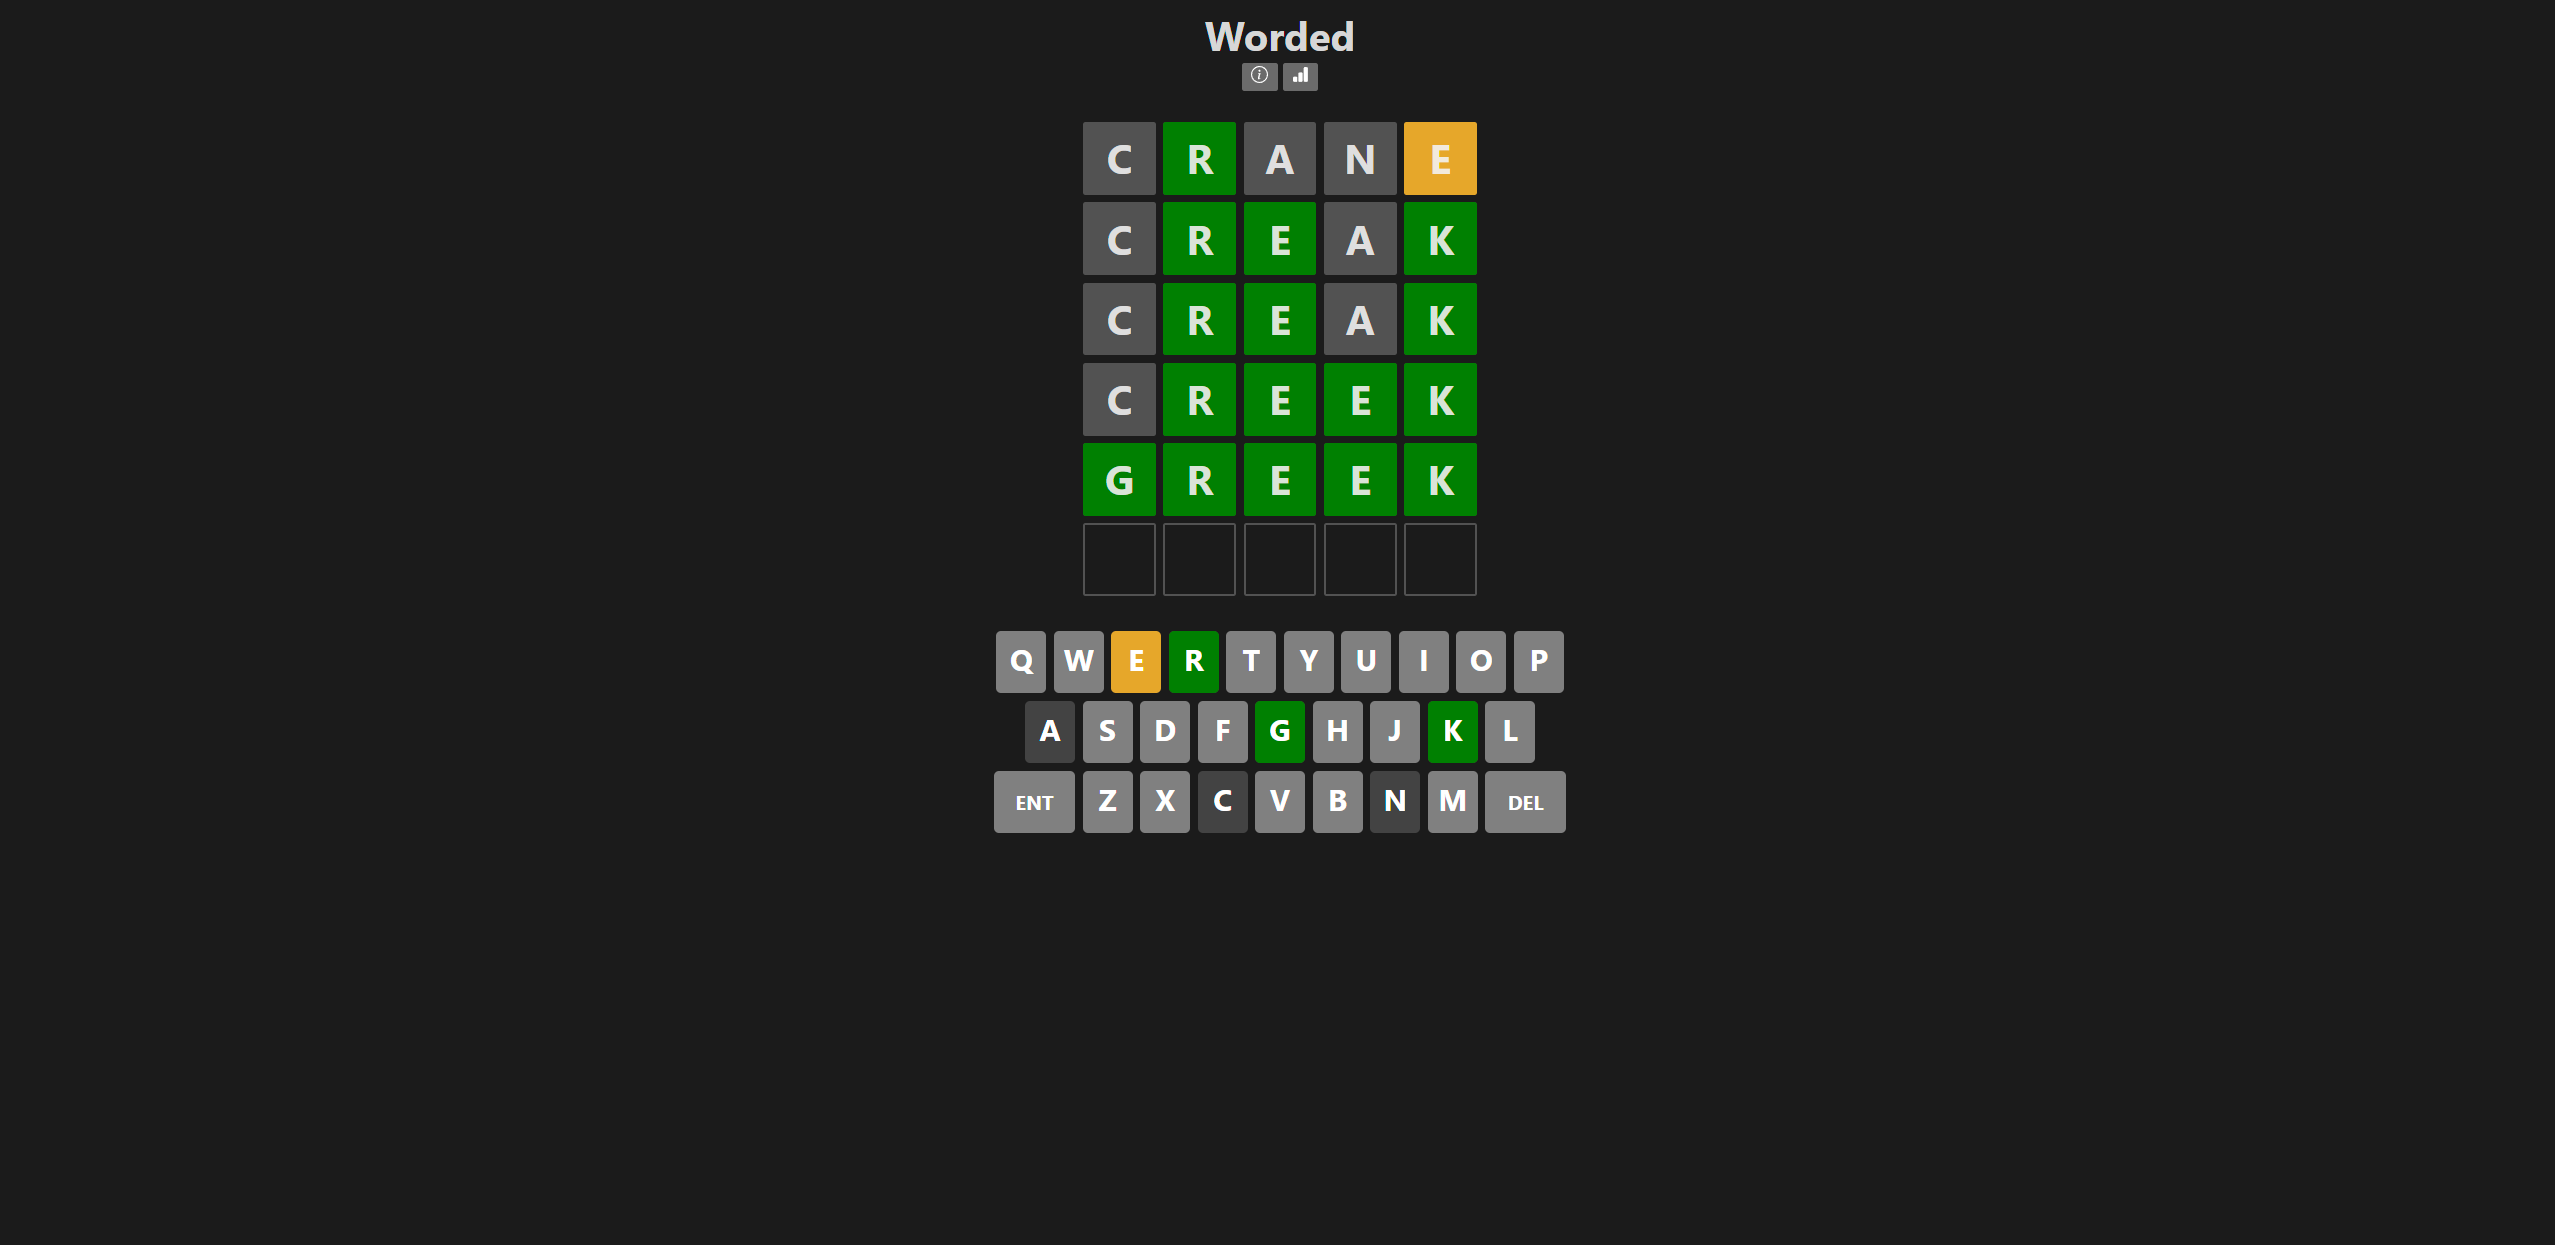 Worded
C R A N E
C R E A K
C R E A K
C R E E K
G R E E K
Q W E R T Y U I O P
A S D F G H J K L
ENT Z X C V B N M DEL